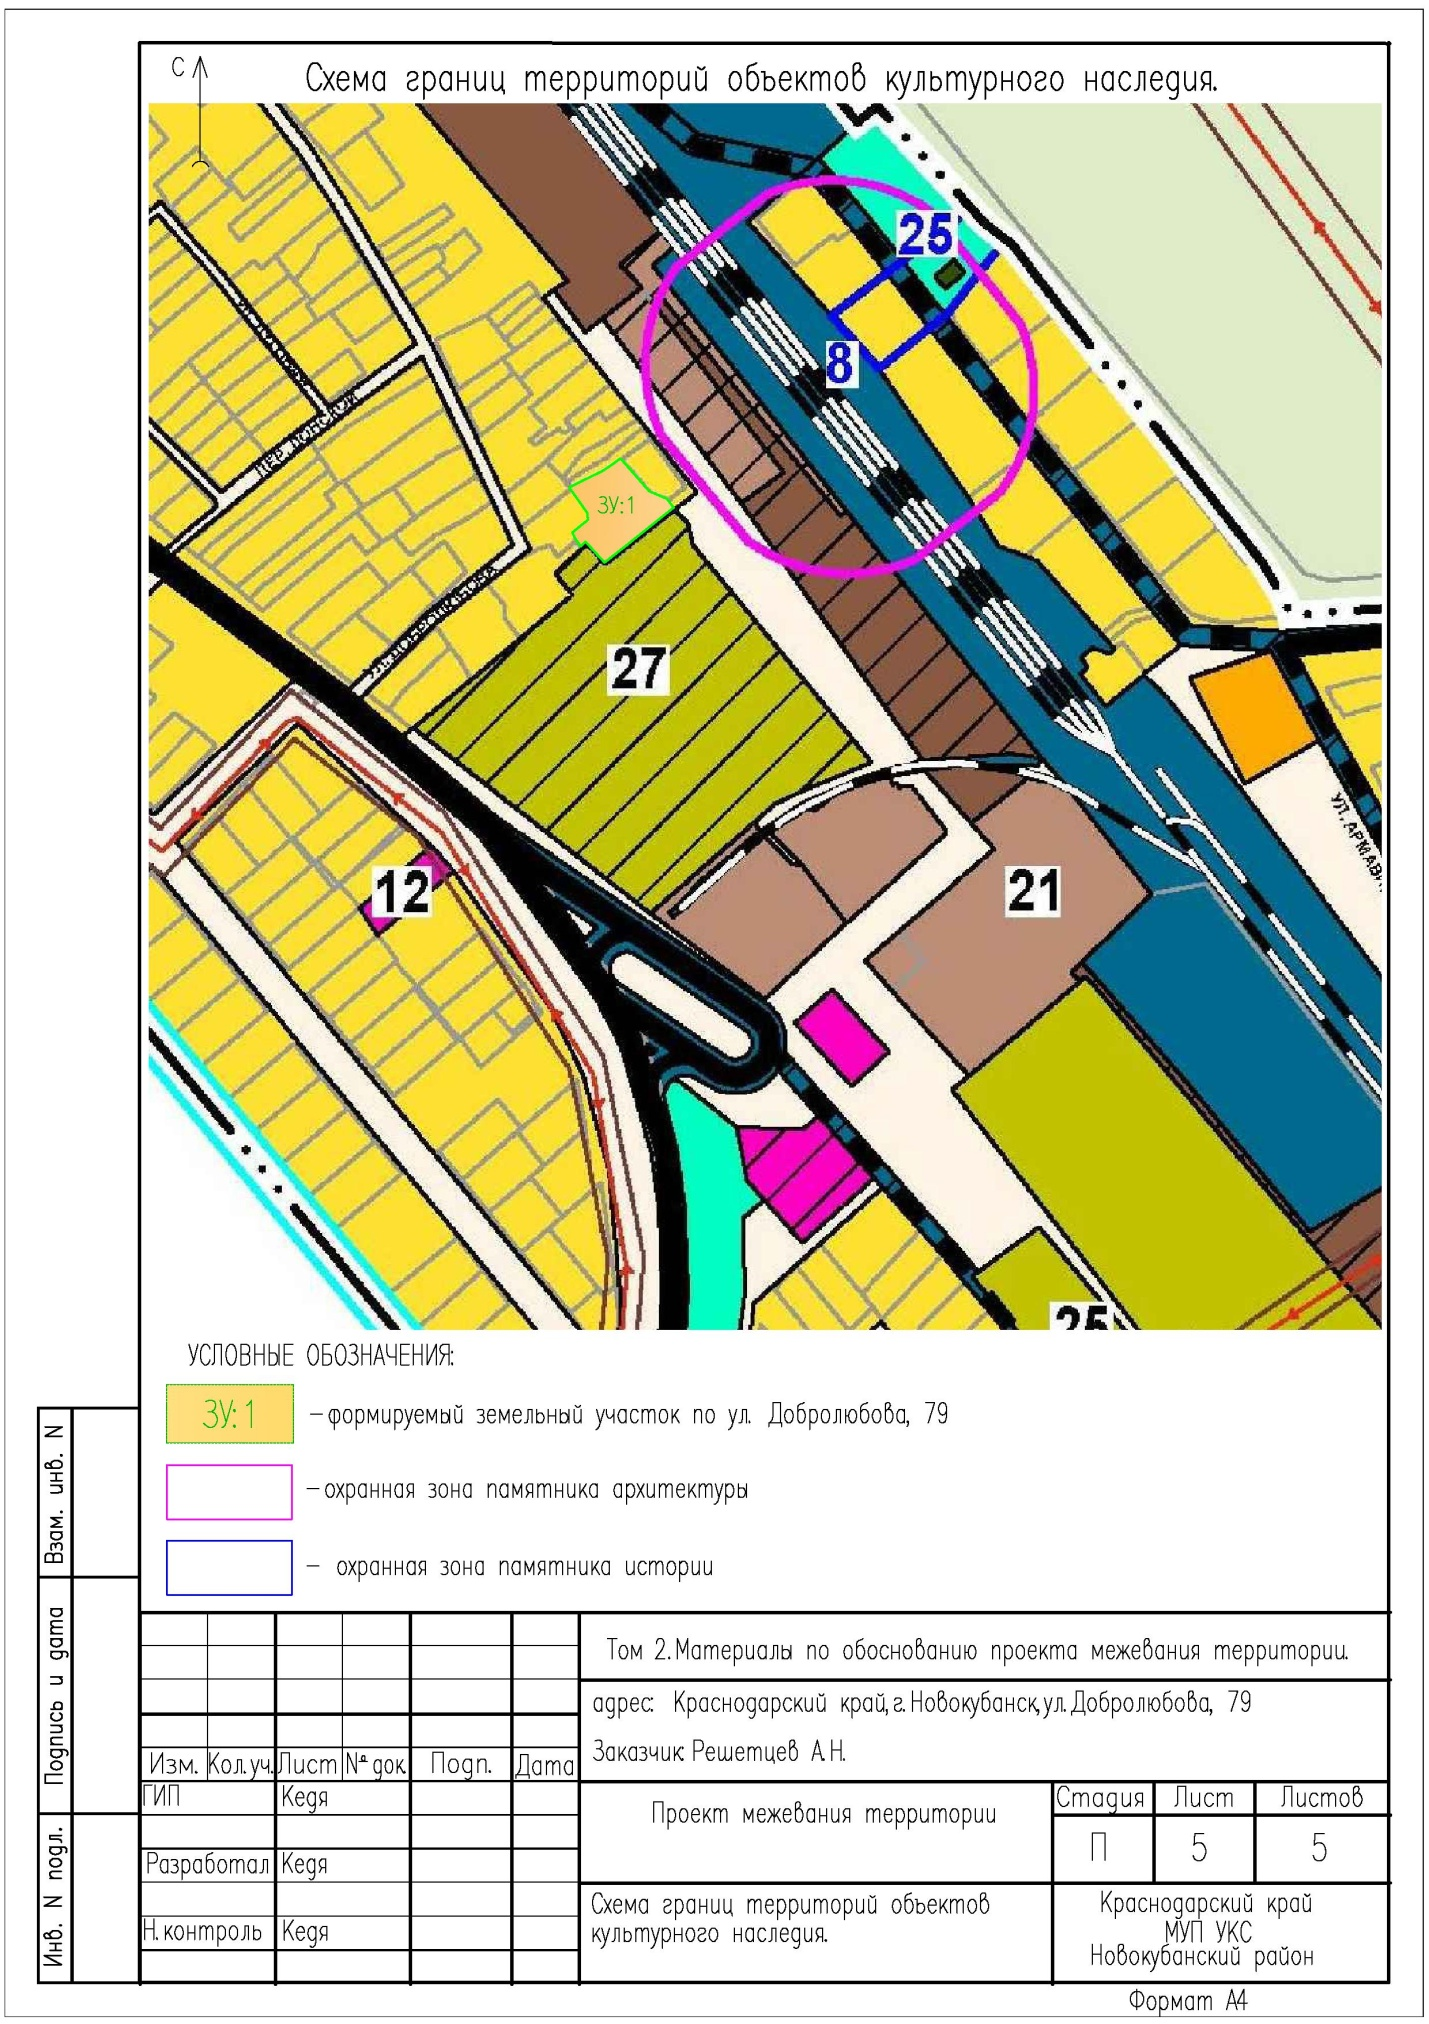 С
Схема границ территорий объектов культурного наследия.
25
8
ПЕР. ДОНСКОЙ
ЗУ:1
УЛ. ДОБРОЛЮБОВА
27
12
21
25
УСЛОВНЫЕ ОБОЗНАЧЕНИЯ:
ЗУ:1
– формируемый земельный участок по ул. Добролюбова, 79
– охранная зона памятника архитектуры
– охранная зона памятника истории
Взам. инв. N
Подпись и дата
Инв. N подл.
Том 2. Материалы по обоснованию проекта межевания территории.
адрес: Краснодарский край, г. Новокубанск, ул. Добролюбова, 79
Заказчик: Решетцев А.Н.
Изм. Кол.уч. Лист № док. Подп. Дата
ГИП Кедя
Разработал Кедя
Н. контроль Кедя
Проект межевания территории
Стадия Лист Листов
П 5 5
Схема границ территорий объектов
культурного наследия.
Краснодарский край
МУП УКС
Новокубанский район
Формат А4